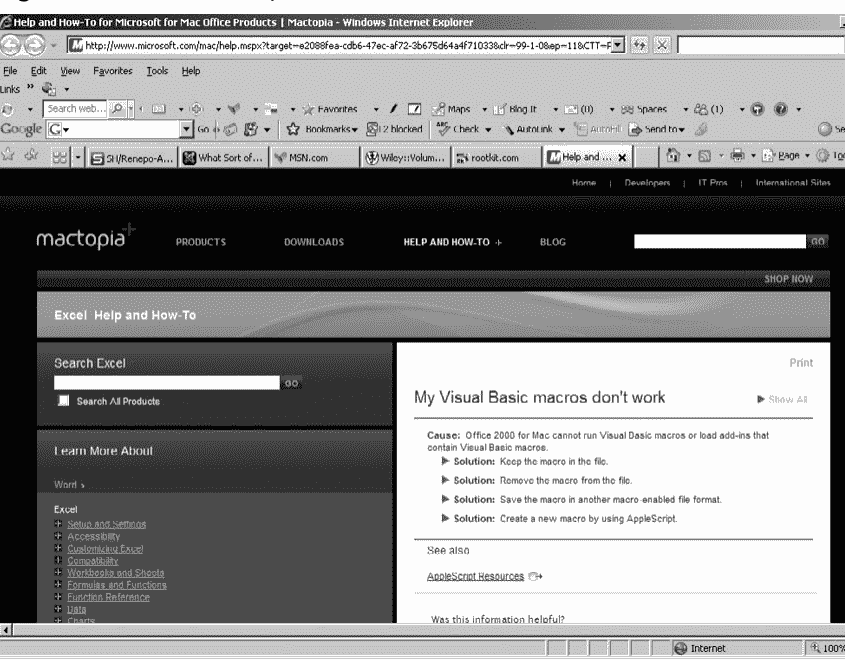 Help and How-To for Microsoft for Mac Office Products | Mactopia - Windows Internet Explorer
http://www.microsoft.com/mac/help.mspx?target=e2088fea-cdb6-47ec-af72-3b675d64a4f71033&clr=99-1-0&ep=11&CTT=F
File Edit View Favorites Tools Help
Links »
Search web... Favorites Maps Blog It (0) Spaces (1)
Google G Go Bookmarks 12 blocked Check AutoLink AutoFill Send to Se
SH/Renepo-A... What Sort of... MSN.com Wiley::Volum... rootkit.com Help and ... x Page
Home | Developers | IT Pros | International Sites
mactopia PRODUCTS DOWNLOADS HELP AND HOW-TO + BLOG GO
SHOP NOW
Excel Help and How-To
Search Excel
GO
Search All Products
Learn More About
Word
Excel
Setup and Settings
Accessibility
Customizing Excel
Compatibility
Workbooks and Sheets
Formulas and Functions
Function Reference
Data
Charts
Print
My Visual Basic macros don't work
Show All
Cause: Office 2008 for Mac cannot run Visual Basic macros or load add-ins that
contain Visual Basic macros.
Solution: Keep the macro in the file.
Solution: Remove the macro from the file.
Solution: Save the macro in another macro-enabled file format.
Solution: Create a new macro by using AppleScript.
See also
AppleScript Resources
Was this information helpful?
Internet 100%